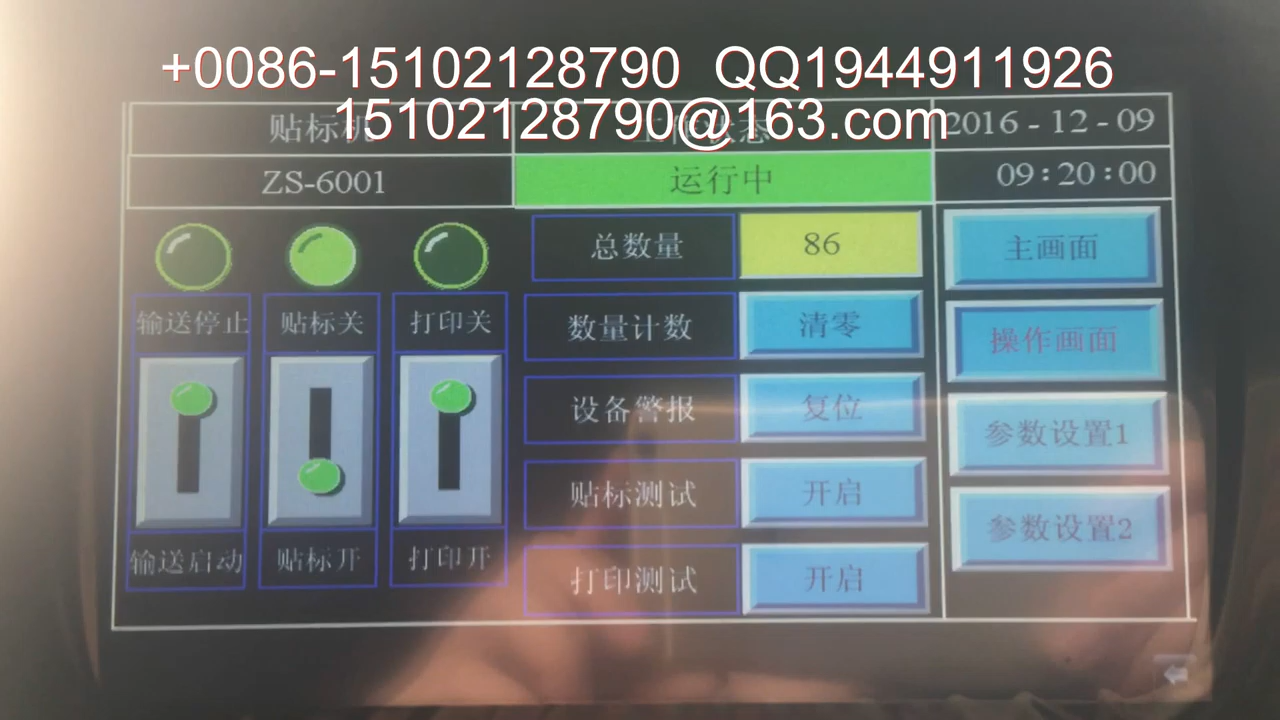 +0086-15102128790 QQ1944911926
15102128790@163.com
贴标机 工作状态 2016-12-09
ZS-6001 运行中 09:20:00
总数量 86 主画面
输送停止 贴标关 打印关 数量计数 清零 操作画面
设备警报 复位 参数设置1
贴标测试 开启 参数设置2
输送启动 贴标开 打印开 打印测试 开启